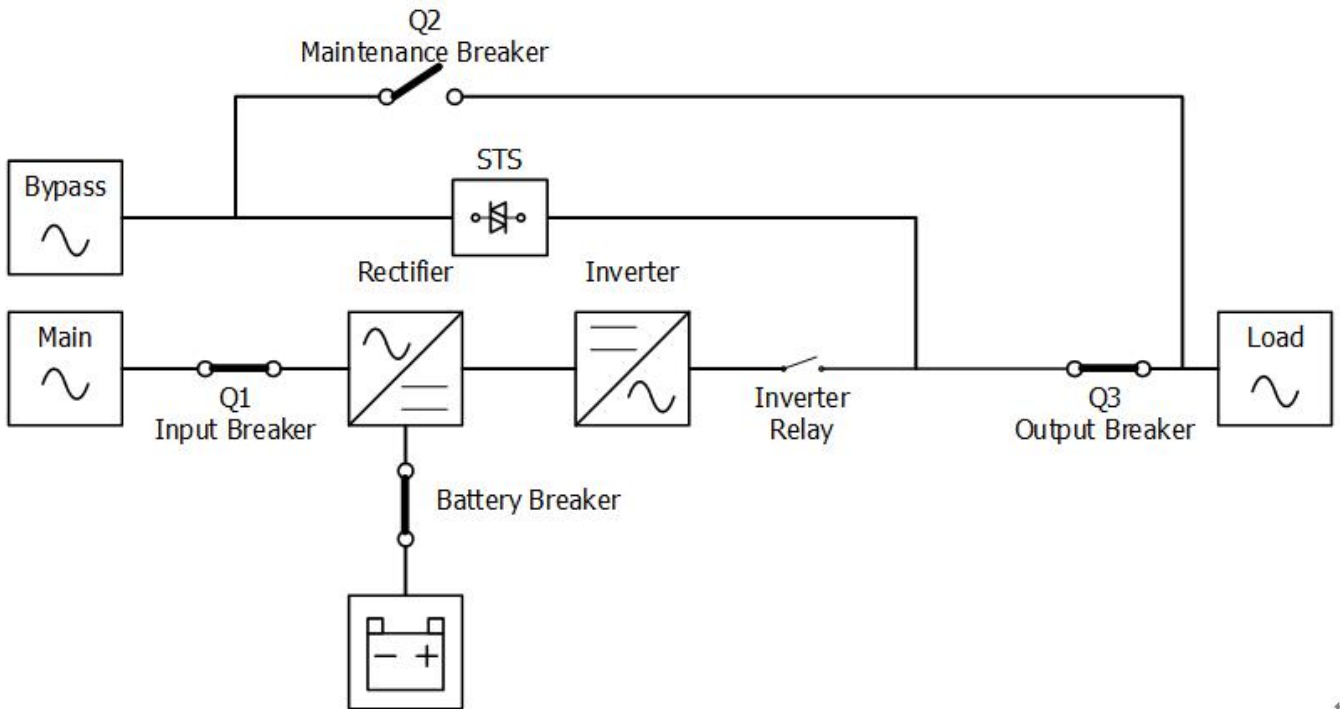 Q2
Maintenance Breaker
STS
Bypass
Rectifier
Inverter
Main
Load
Q1
Input Breaker
Inverter
Relay
Q3
Output Breaker
Battery Breaker